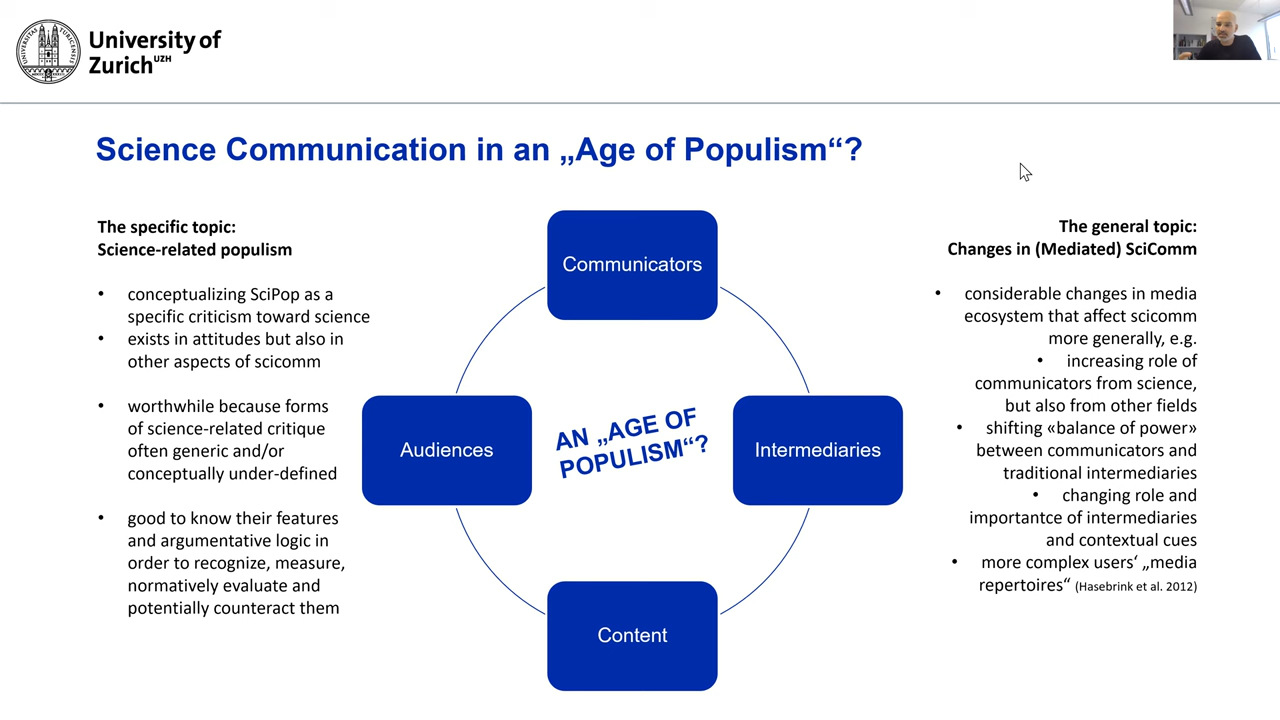 University of
Zurich UZH
Science Communication in an „Age of Populism“?
The specific topic:
Science-related populism
• conceptualizing SciPop as a
specific criticism toward science
• exists in attitudes but also in
other aspects of scicomm
• worthwhile because forms
of science-related critique
often generic and/or
conceptually under-defined
• good to know their features
and argumentative logic in
order to recognize, measure,
normatively evaluate and
potentially counteract them
Communicators
Audiences
AN „AGE OF
POPULISM“?
Intermediaries
Content
The general topic:
Changes in (Mediated) SciComm
• considerable changes in media
ecosystem that affect scicomm
more generally, e.g.
• increasing role of
communicators from science,
but also from other fields
• shifting «balance of power»
between communicators and
traditional intermediaries
• changing role and
importantce of intermediaries
and contextual cues
• more complex users‘ „media
repertoires“ (Hasebrink et al. 2012)